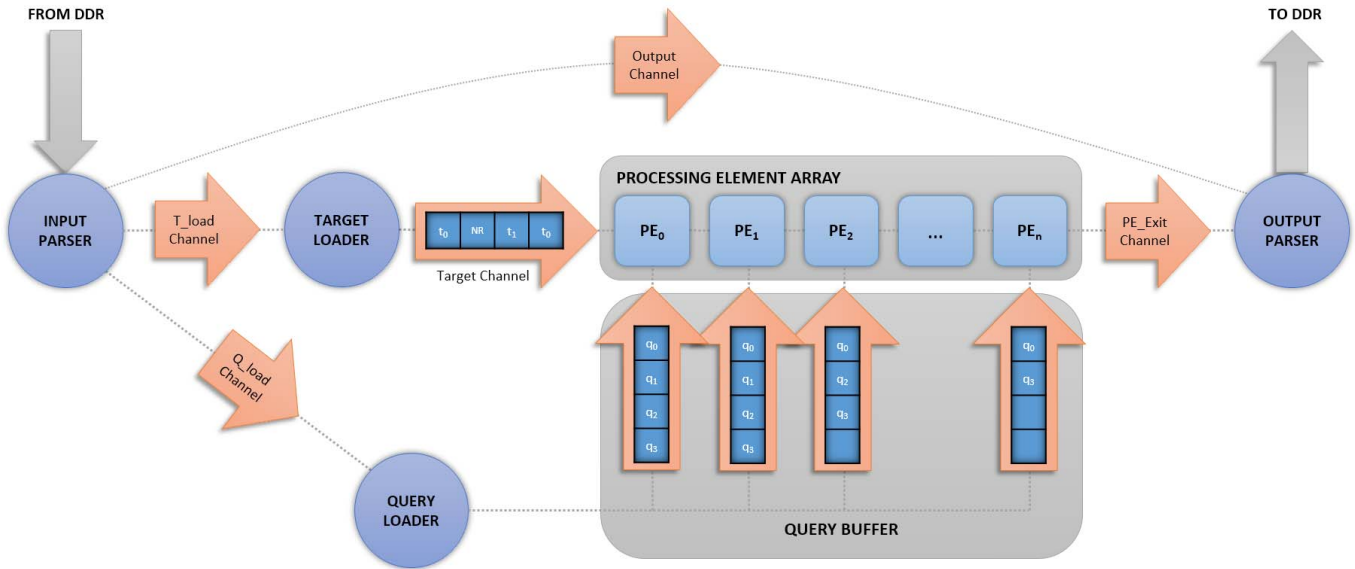 FROM DDR
TO DDR
Output
Channel
PROCESSING ELEMENT ARRAY
INPUT
PARSER
T_load
Channel
TARGET
LOADER
t₀ NR t₁ t₀
Target Channel
PE₀ PE₁ PE₂ ... PEₙ
PE_Exit
Channel
OUTPUT
PARSER
Q_load
Channel
q₀ q₀ q₀ q₀
q₁ q₁ q₂ q₃
q₂ q₂ q₃
q₃ q₃
QUERY
LOADER
QUERY BUFFER